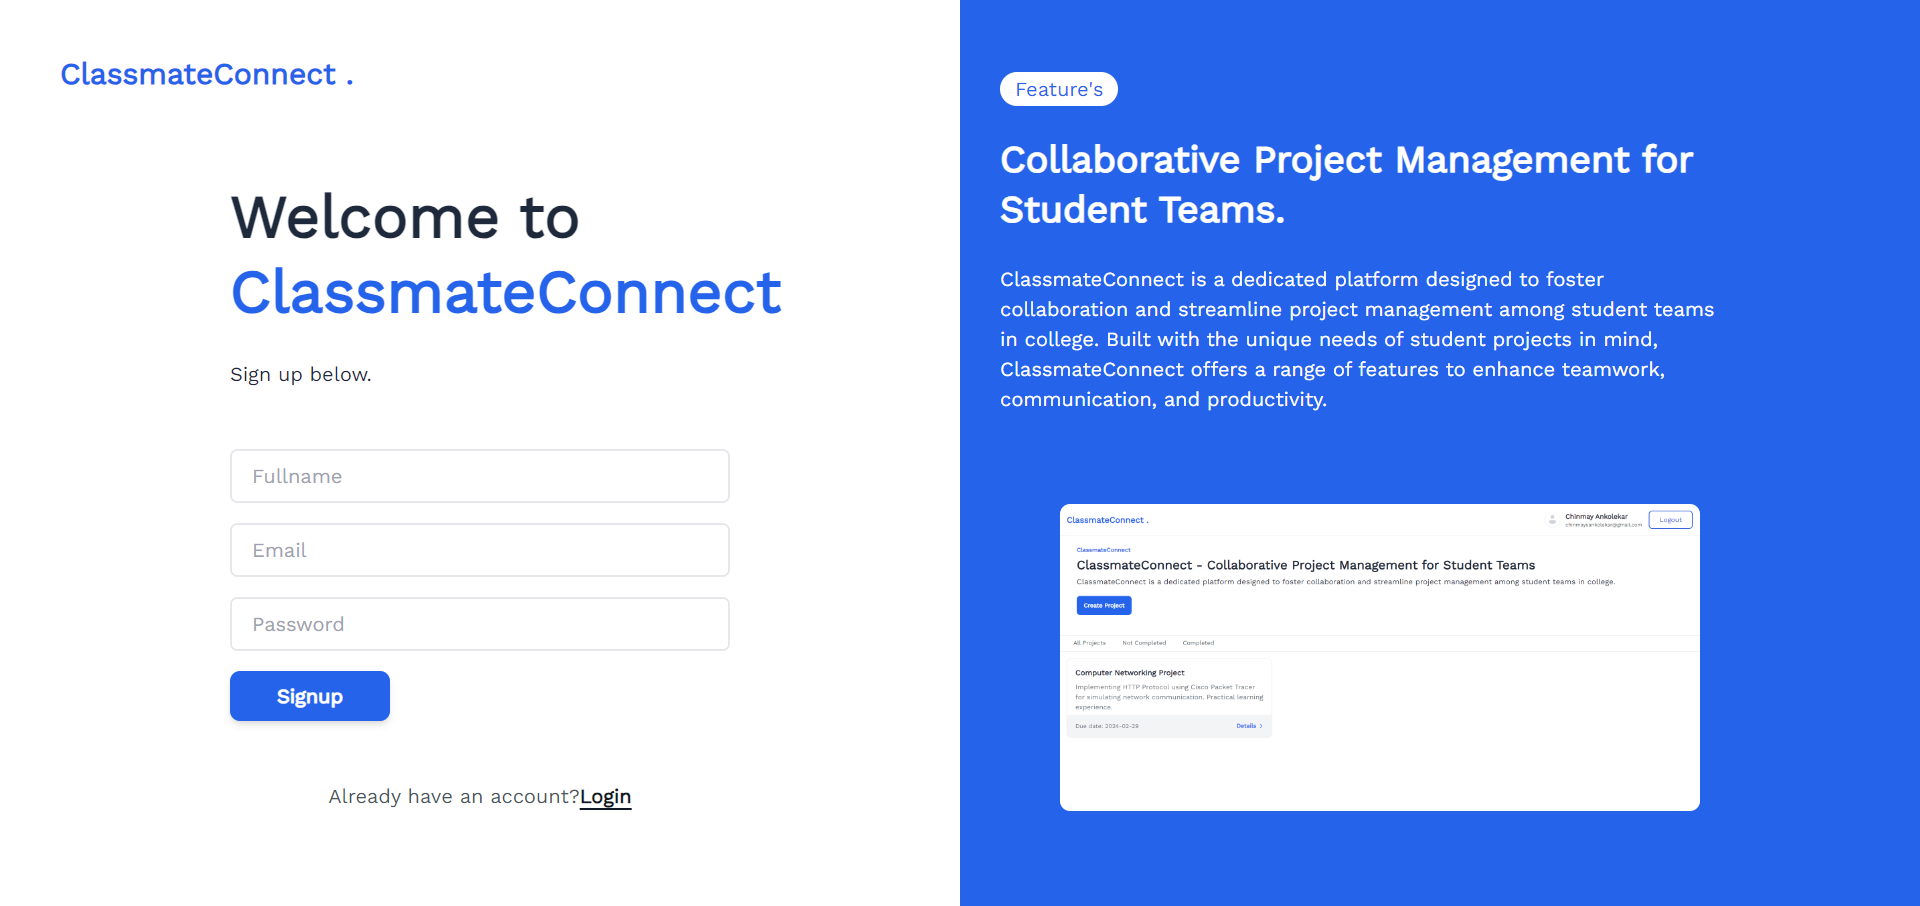 ClassmateConnect .
Welcome to
ClassmateConnect
Sign up below.
Fullname
Email
Password
Signup
Already have an account?Login
Feature's
Collaborative Project Management for
Student Teams.
ClassmateConnect is a dedicated platform designed to foster
collaboration and streamline project management among student teams
in college. Built with the unique needs of student projects in mind,
ClassmateConnect offers a range of features to enhance teamwork,
communication, and productivity.
ClassmateConnect .
Chinmay Ankolekar
chinmayankolekar@gmail.com
Logout
ClassmateConnect
ClassmateConnect - Collaborative Project Management for Student Teams
ClassmateConnect is a dedicated platform designed to foster collaboration and streamline project management among student teams in college.
Create Project
All Projects Not Completed Completed
Computer Networking Project
Implementing HTTP Protocol using Cisco Packet Tracer
for simulating network communication. Practical learning
experience.
Due date: 2024-02-29 Details >